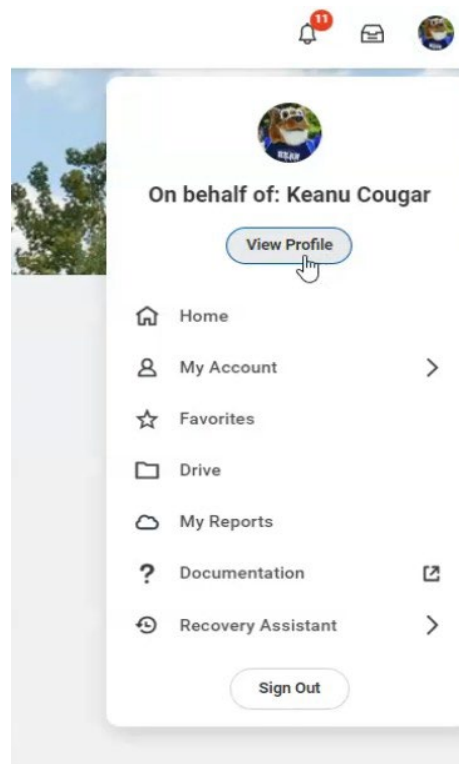 11
On behalf of: Keanu Cougar
View Profile
Home
My Account
Favorites
Drive
My Reports
Documentation
Recovery Assistant
Sign Out